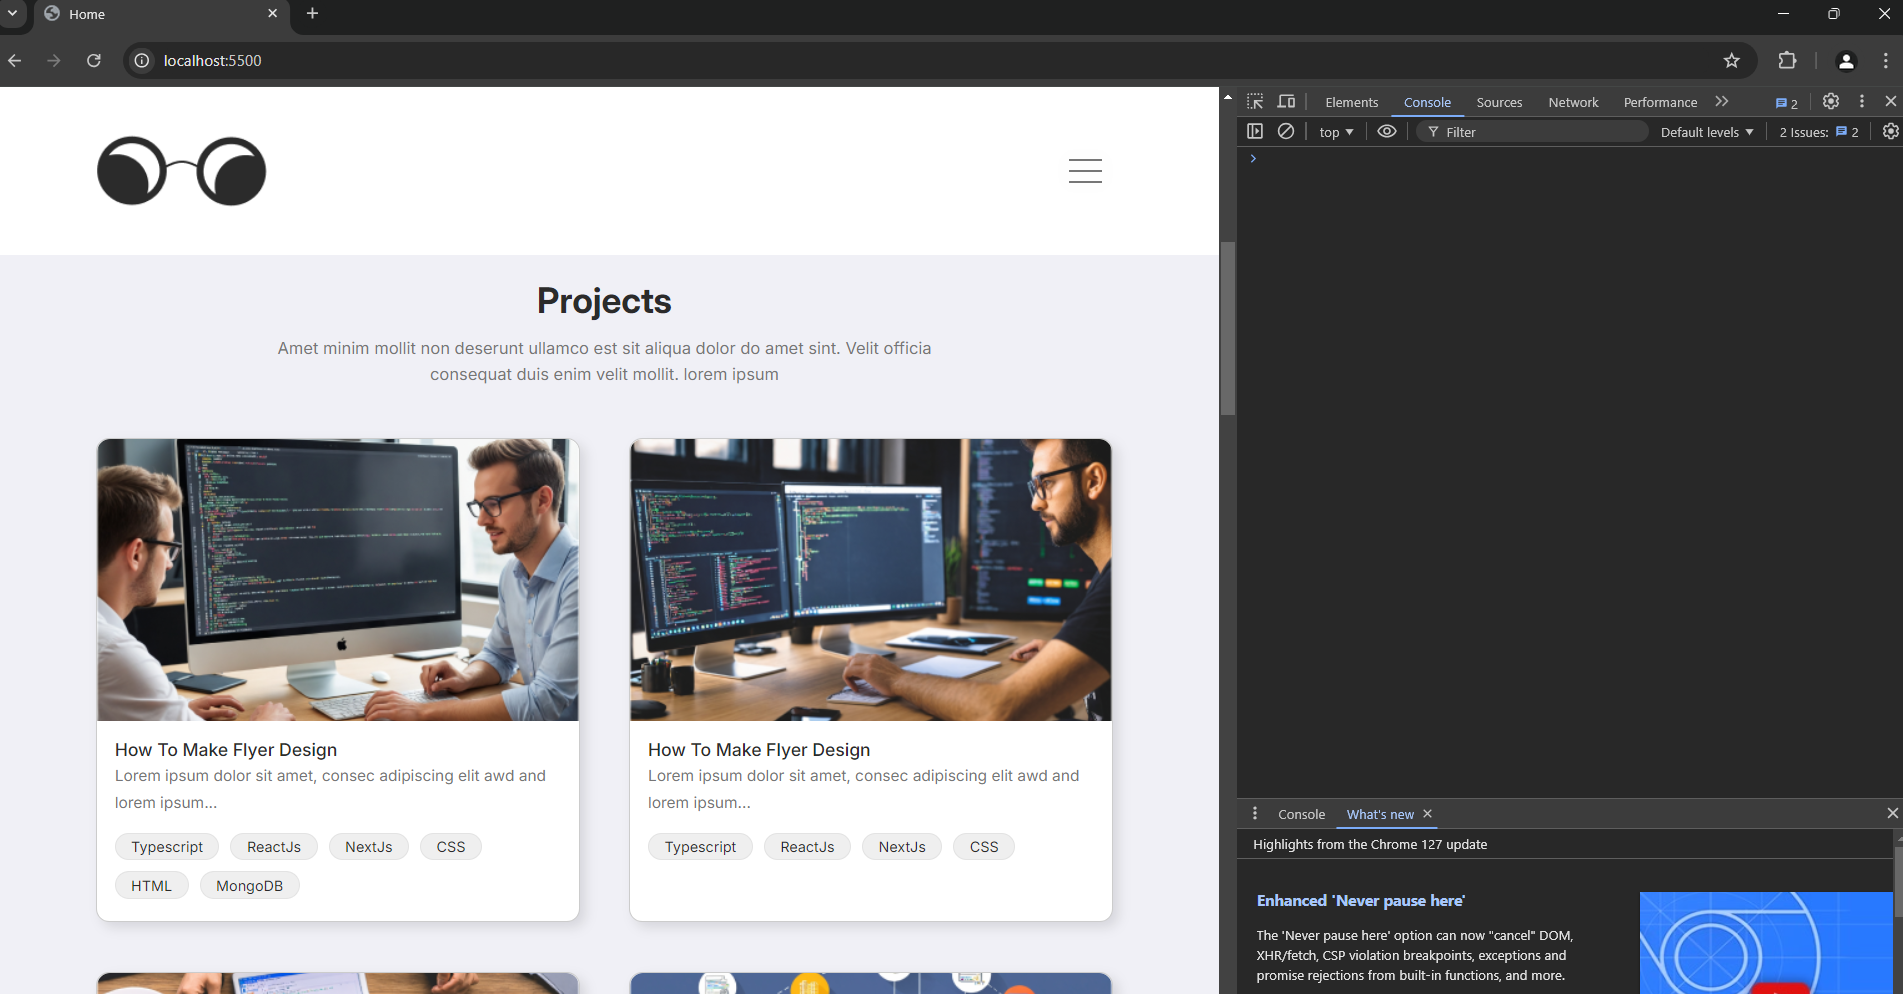 Home
localhost:5500
Elements Console Sources Network Performance 2
top Filter Default levels 2 Issues: 2
Projects
Amet minim mollit non deserunt ullamco est sit aliqua dolor do amet sint. Velit officia
consequat duis enim velit mollit. lorem ipsum
How To Make Flyer Design
Lorem ipsum dolor sit amet, consec adipiscing elit awd and
lorem ipsum...
Typescript ReactJs NextJs CSS
HTML MongoDB
How To Make Flyer Design
Lorem ipsum dolor sit amet, consec adipiscing elit awd and
lorem ipsum...
Typescript ReactJs NextJs CSS
Console What's new
Highlights from the Chrome 127 update
Enhanced 'Never pause here'
The 'Never pause here' option can now "cancel" DOM,
XHR/fetch, CSP violation breakpoints, exceptions and
promise rejections from built-in functions, and more.